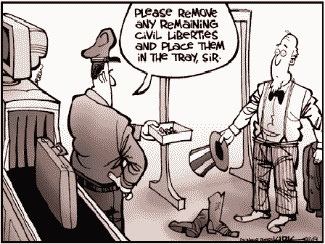 PLEASE REMOVE
ANY REMAINING
CIVIL LIBERTIES
AND PLACE THEM
IN THE TRAY, SIR.